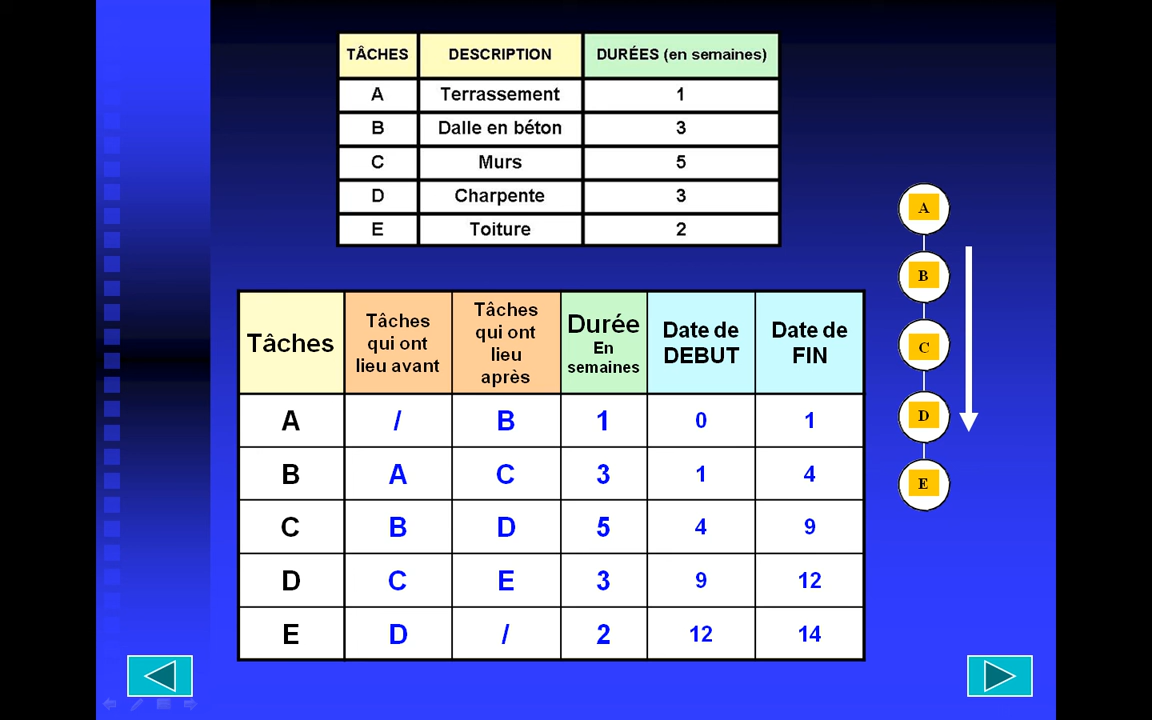 TÂCHES DESCRIPTION DURÉES (en semaines)
A Terrassement 1
B Dalle en béton 3
C Murs 5
D Charpente 3
E Toiture 2
Tâches
Tâches
qui ont
lieu avant
Tâches
qui ont
lieu
après
Durée
En
semaines
Date de
DEBUT
Date de
FIN
A / B 1 0 1
B A C 3 1 4
C B D 5 4 9
D C E 3 9 12
E D / 2 12 14
A
B
C
D
E